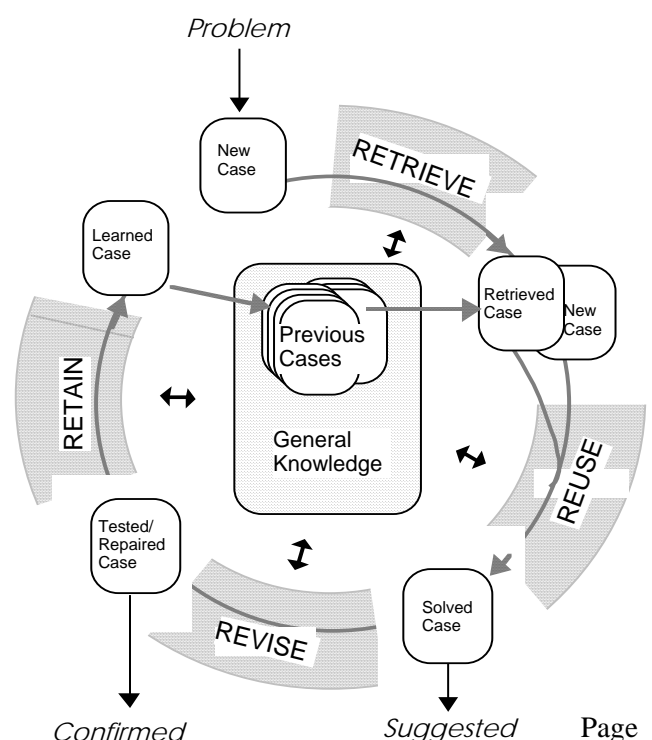 Problem
New
Case
RETRIEVE
Learned
Case
Retrieved
Case
New
Case
Previous
Cases
RETAIN
General
Knowledge
REUSE
Tested/
Repaired
Case
REVISE
Solved
Case
Confirmed
Suggested
Page